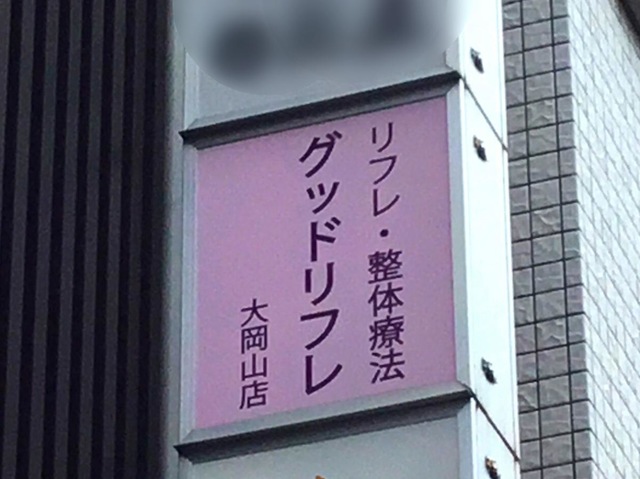 リフレ・整体療法
グッドリフレ
大岡山店